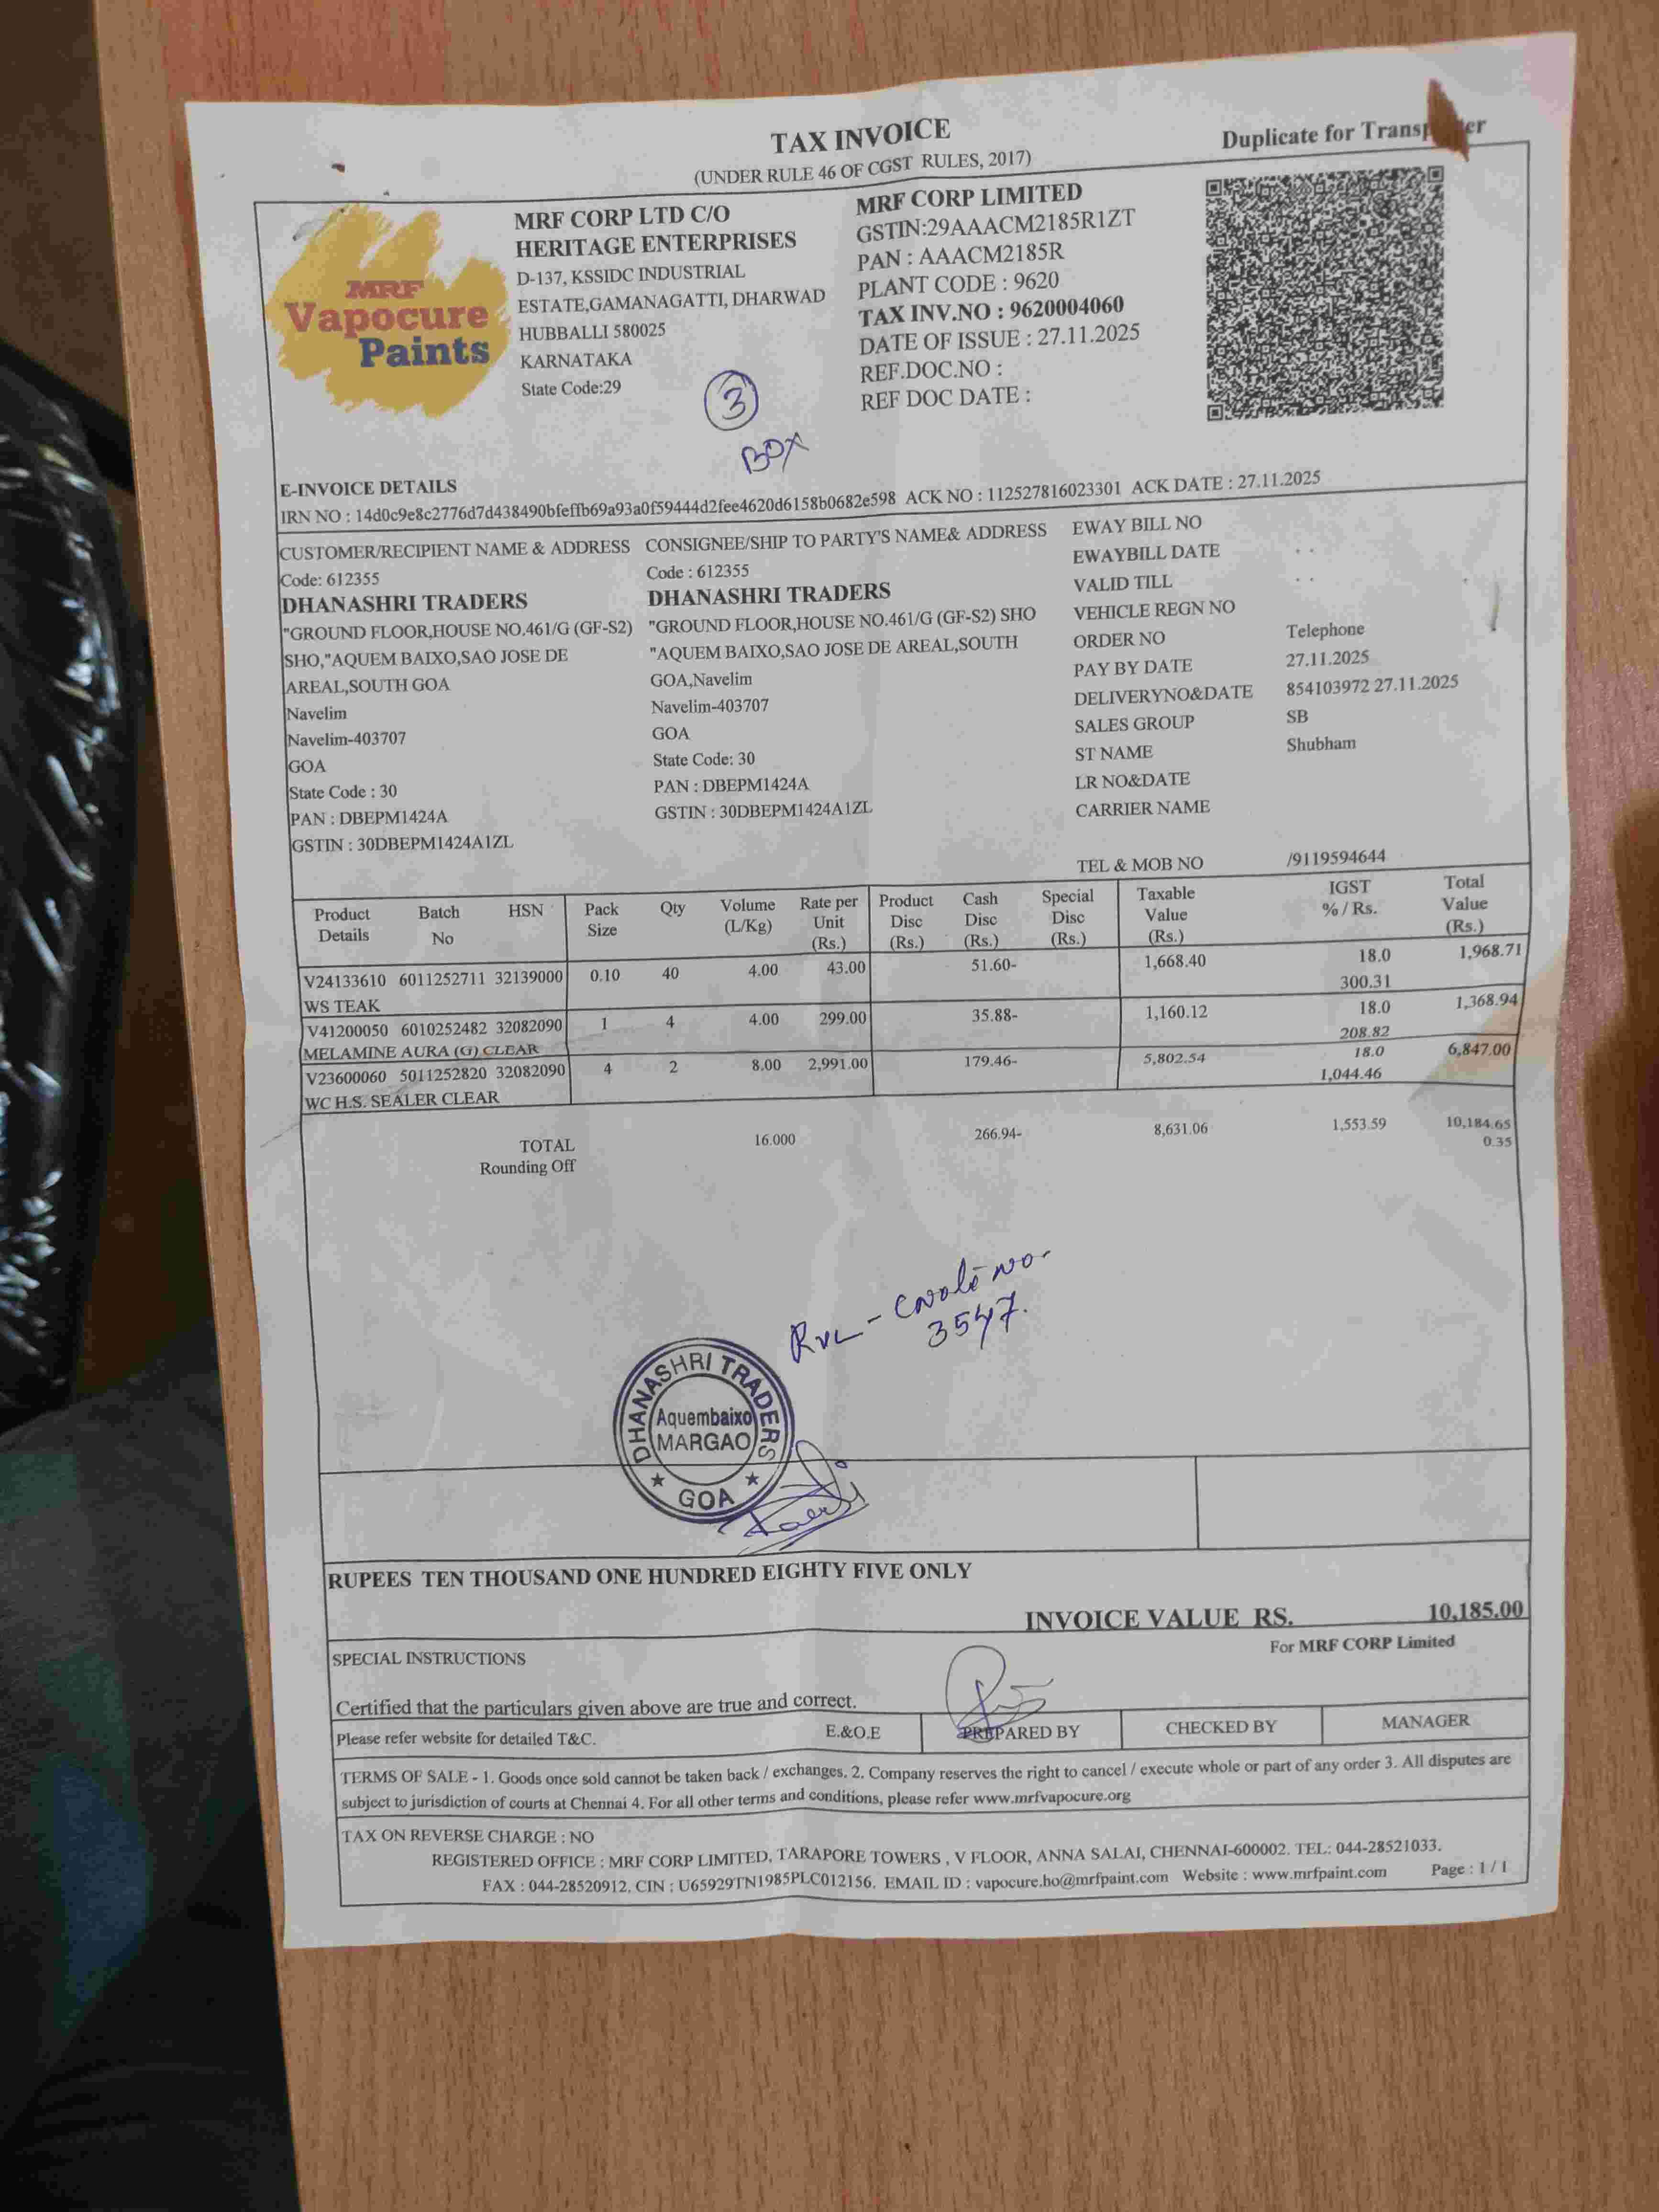 TAX INVOICE
(UNDER RULE 46 OF CGST RULES, 2017)
Duplicate for
MRF
Vapocure
Paints
MRF CORP LTD C/O
HERITAGE ENTERPRISES
D-137, KSSIDC INDUSTRIAL
ESTATE,GAMANAGATTI, DHARWAD
HUBBALLI 580025
KARNATAKA
State Code:29
3
BOX
MRF CORP LIMITED
GSTIN:29AAACM2185R1ZT
PAN : AAACM2185R
PLANT CODE : 9620
TAX INV.NO : 9620004060
DATE OF ISSUE : 27.11.2025
REF.DOC.NO :
REF DOC DATE :
E-INVOICE DETAILS
IRN NO : 14d0c9e8c2776d7d438490bfeffb69a93a0f59444d2fee4620d6158b0682e598 ACK NO : 112527816023301 ACK DATE : 27.11.2025
CUSTOMER/RECIPIENT NAME & ADDRESS
Code: 612355
DHANASHRI TRADERS
"GROUND FLOOR,HOUSE NO.461/G (GF-S2)
SHO,"AQUEM BAIXO,SAO JOSE DE
AREAL,SOUTH GOA
Navelim
Navelim-403707
GOA
State Code : 30
PAN : DBEPM1424A
GSTIN : 30DBEPM1424A1ZL
CONSIGNEE/SHIP TO PARTY'S NAME& ADDRESS
Code : 612355
DHANASHRI TRADERS
"GROUND FLOOR,HOUSE NO.461/G (GF-S2) SHO
"AQUEM BAIXO,SAO JOSE DE AREAL,SOUTH
GOA,Navelim
Navelim-403707
GOA
State Code: 30
PAN : DBEPM1424A
GSTIN : 30DBEPM1424A1ZL
EWAY BILL NO
EWAYBILL DATE . .
VALID TILL . .
VEHICLE REGN NO
ORDER NO Telephone
PAY BY DATE 27.11.2025
DELIVERYNO&DATE 854103972 27.11.2025
SALES GROUP SB
ST NAME Shubham
LR NO&DATE
CARRIER NAME
TEL & MOB NO /9119594644
Product Details Batch No HSN Pack Size Qty Volume (L/Kg) Rate per Unit (Rs.) Product Disc (Rs.) Cash Disc (Rs.) Special Disc (Rs.) Taxable Value (Rs.) IGST % / Rs. Total Value (Rs.)
V24133610 6011252711 32139000 0.10 40 4.00 43.00 51.60- 1,668.40 18.0 1,968.71
WS TEAK 300.31
V41200050 6010252482 32082090 1 4 4.00 299.00 35.88- 1,160.12 18.0 1,368.94
MELAMINE AURA (G) CLEAR 208.82
V23600060 5011252820 32082090 4 2 8.00 2,991.00 179.46- 5,802.54 18.0 6,847.00
WC H.S. SEALER CLEAR 1,044.46
TOTAL 16.000 266.94- 8,631.06 1,553.59 10,184.65
Rounding Off 0.35
3547.
DHANASHRI TRADERS
Aquembaixo
MARGAO
GOA
RUPEES TEN THOUSAND ONE HUNDRED EIGHTY FIVE ONLY
INVOICE VALUE RS. 10,185.00
SPECIAL INSTRUCTIONS
For MRF CORP Limited
Certified that the particulars given above are true and correct.
Please refer website for detailed T&C. E.&O.E PREPARED BY CHECKED BY MANAGER
TERMS OF SALE - 1. Goods once sold cannot be taken back / exchanges. 2. Company reserves the right to cancel / execute whole or part of any order 3. All disputes are
subject to jurisdiction of courts at Chennai 4. For all other terms and conditions, please refer www.mrfvapocure.org
TAX ON REVERSE CHARGE : NO
REGISTERED OFFICE : MRF CORP LIMITED, TARAPORE TOWERS , V FLOOR, ANNA SALAI, CHENNAI-600002. TEL: 044-28521033.
FAX : 044-28520912, CIN : U65929TN1985PLC012156, EMAIL ID : vapocure.ho@mrfpaint.com Website : www.mrfpaint.com Page : 1 / 1